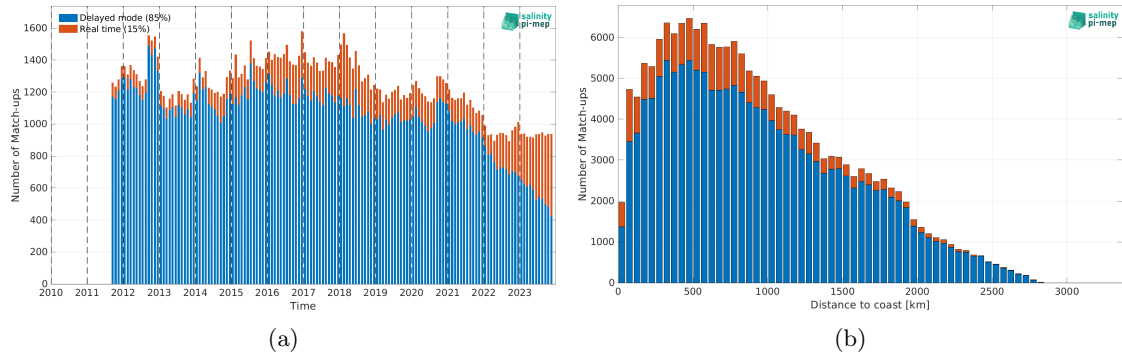 Delayed mode (85%)
Real time (15%)
salinity
pi-mep
Number of Match-ups
1600
1400
1200
1000
800
600
400
200
0
2010 2011 2012 2013 2014 2015 2016 2017 2018 2019 2020 2021 2022 2023
Time
(a)
salinity
pi-mep
Number of Match-ups
6000
5000
4000
3000
2000
1000
0
0 500 1000 1500 2000 2500 3000
Distance to coast [km]
(b)